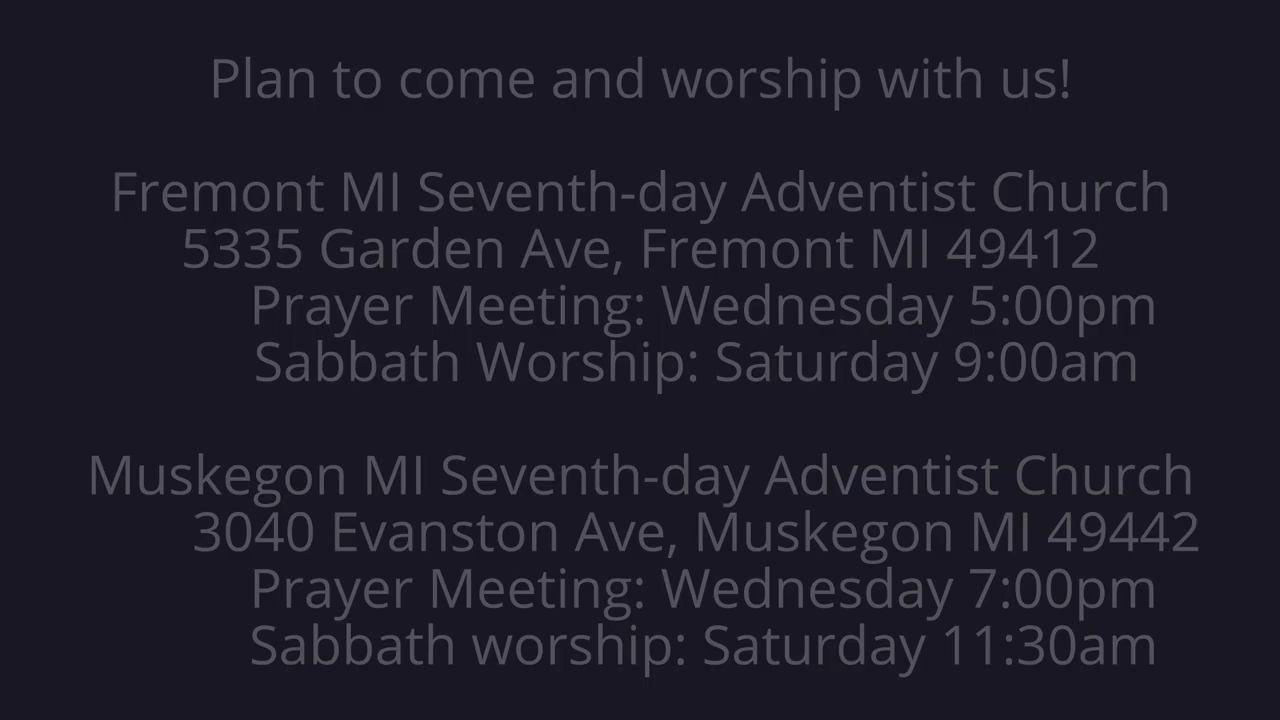 Plan to come and worship with us!
Fremont MI Seventh-day Adventist Church
5335 Garden Ave, Fremont MI 49412
Prayer Meeting: Wednesday 5:00pm
Sabbath Worship: Saturday 9:00am
Muskegon MI Seventh-day Adventist Church
3040 Evanston Ave, Muskegon MI 49442
Prayer Meeting: Wednesday 7:00pm
Sabbath worship: Saturday 11:30am